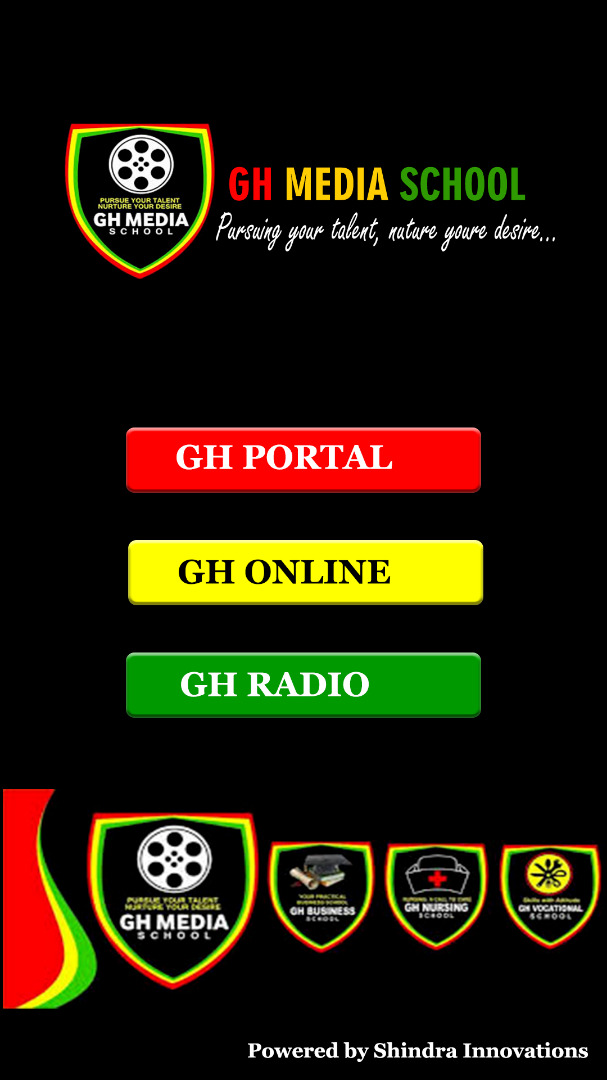 PURSUE YOUR TALENT
NURTURE YOUR DESIRE
GH MEDIA
SCHOOL
GH MEDIA SCHOOL
Pursuing your talent, nuture youre desire...
GH PORTAL
GH ONLINE
GH RADIO
PURSUE YOUR TALENT
NURTURE YOUR DESIRE
GH MEDIA
SCHOOL
YOUR PRACTICAL
BUSINESS SCHOOL
GH BUSINESS
SCHOOL
NURSING: A CALL TO CARE
GH NURSING
SCHOOL
Skills with Attitude
GH VOCATIONAL
SCHOOL
Powered by Shindra Innovations